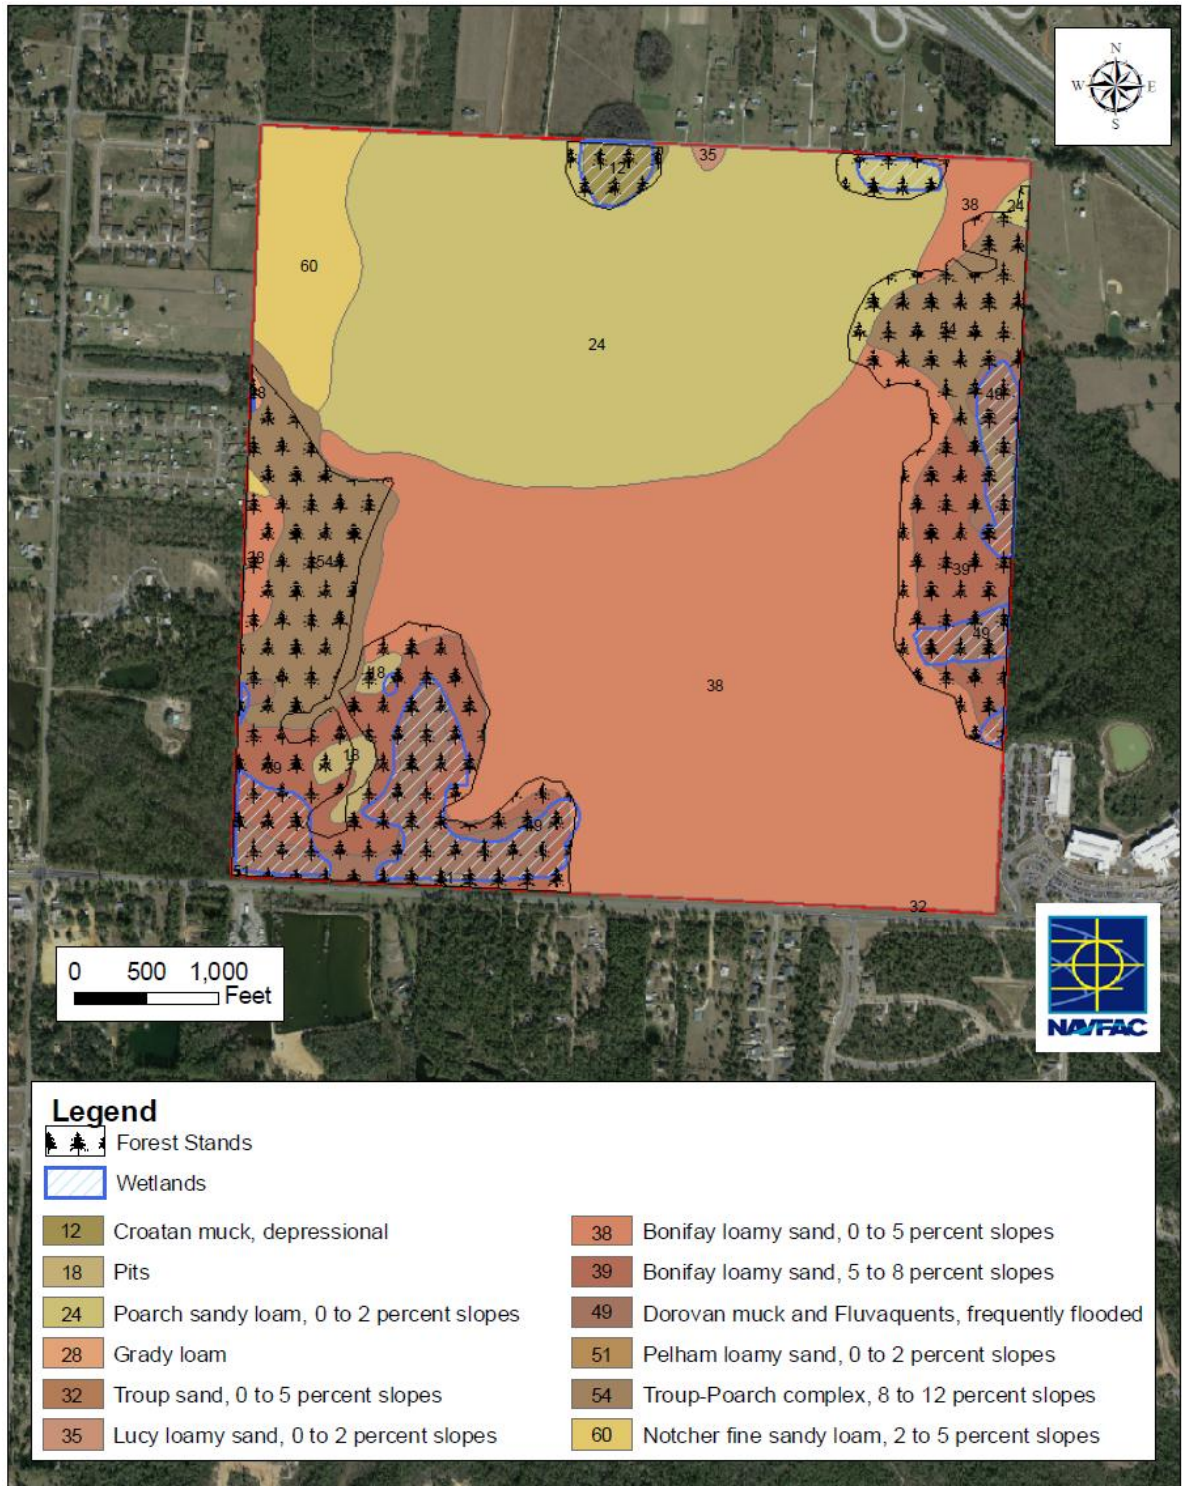 N
W E
S
35
12
38
24
60
54
24
48
28
54
28
39
49
38
18
18
39
49
51
51
32
0 500 1,000
Feet
NAVFAC
Legend
Forest Stands
Wetlands
12 Croatan muck, depressional
18 Pits
24 Poarch sandy loam, 0 to 2 percent slopes
28 Grady loam
32 Troup sand, 0 to 5 percent slopes
35 Lucy loamy sand, 0 to 2 percent slopes
38 Bonifay loamy sand, 0 to 5 percent slopes
39 Bonifay loamy sand, 5 to 8 percent slopes
49 Dorovan muck and Fluvaquents, frequently flooded
51 Pelham loamy sand, 0 to 2 percent slopes
54 Troup-Poarch complex, 8 to 12 percent slopes
60 Notcher fine sandy loam, 2 to 5 percent slopes